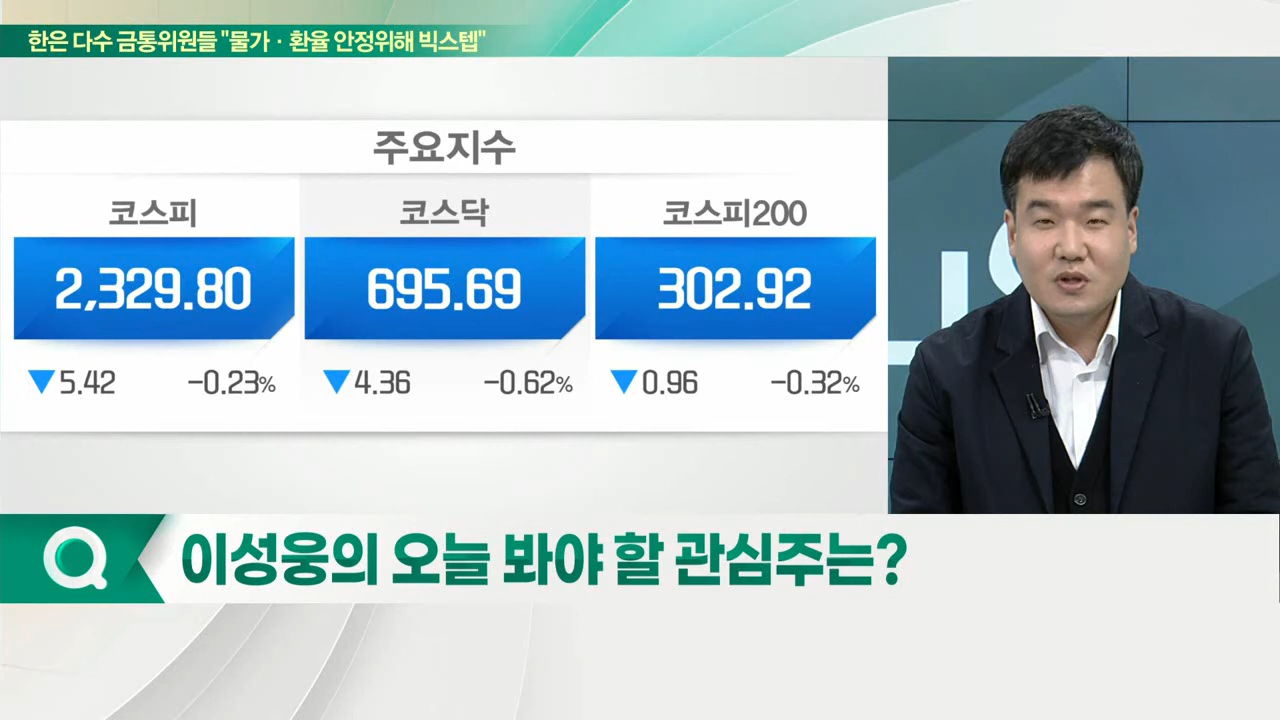 한은 다수 금통위원들 "물가·환율 안정위해 빅스텝"
주요지수
코스피 코스닥 코스피200
2,329.80 695.69 302.92
▼5.42 -0.23% ▼4.36 -0.62% ▼0.96 -0.32%
이성웅의 오늘 봐야 할 관심주는?